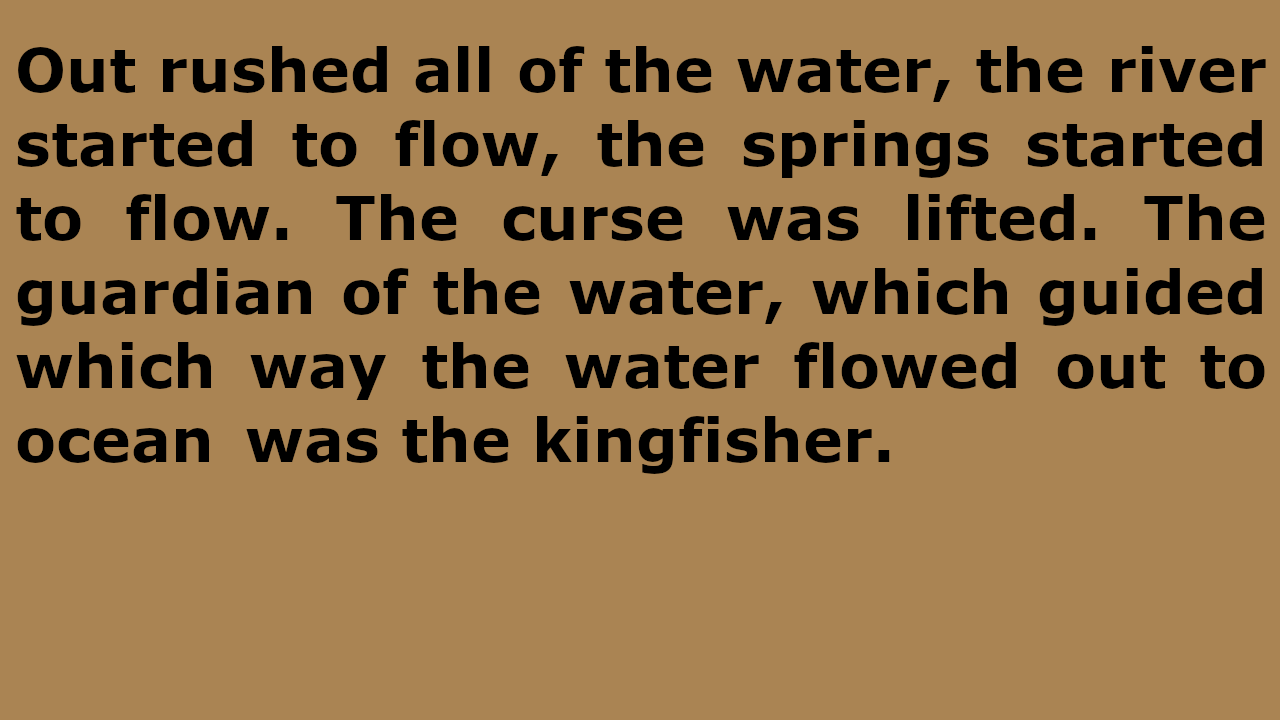 Out rushed all of the water, the river
started to flow, the springs started
to flow. The curse was lifted. The
guardian of the water, which guided
which way the water flowed out to
ocean was the kingfisher.